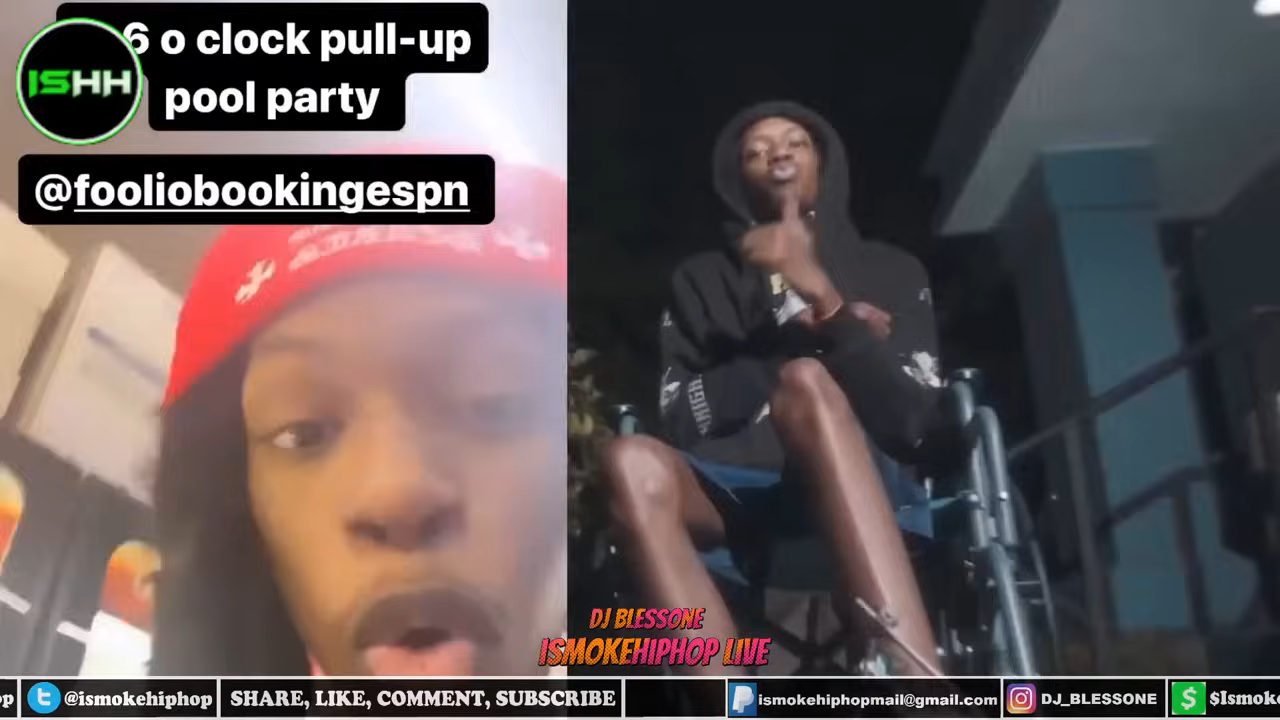 6 o clock pull-up
pool party
ISHH
@fooliobookingespn
DJ BLESSONE
ISMOKEHIPHOP LIVE
@ismokehiphop
SHARE, LIKE, COMMENT, SUBSCRIBE
ismokehiphopmail@gmail.com
DJ_BLESSONE